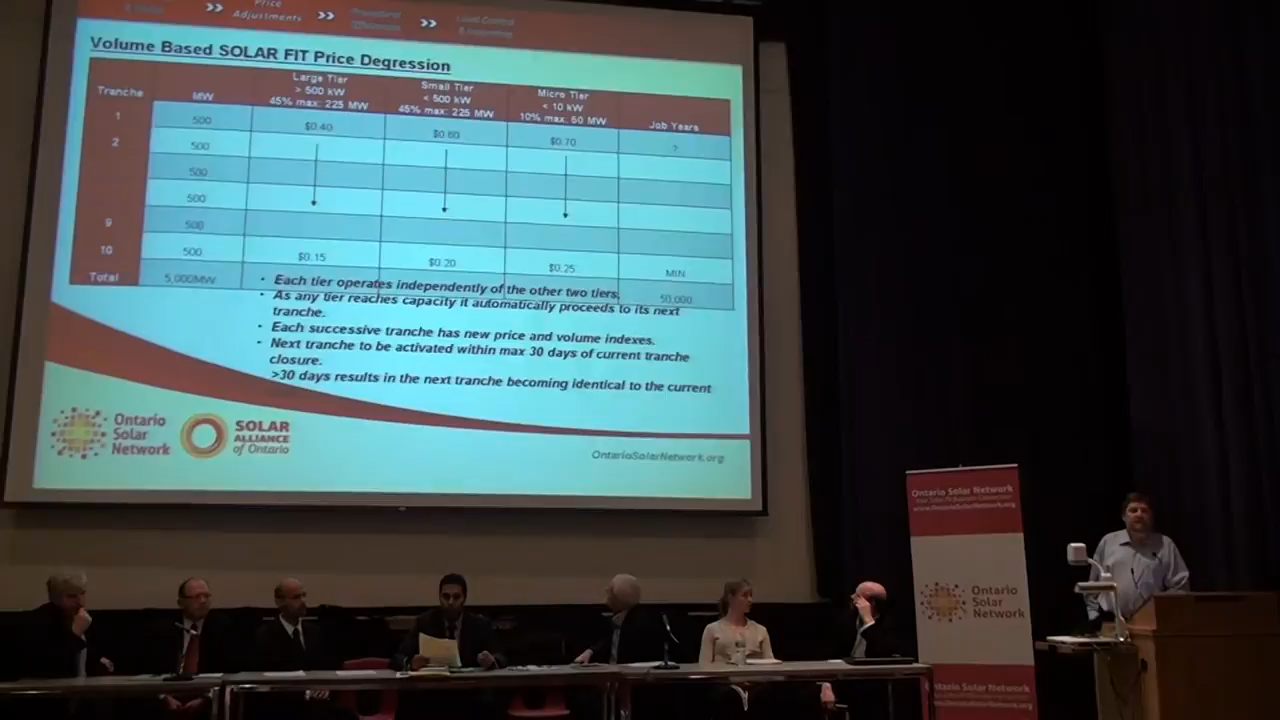 Price
Adjustments
Volume Based SOLAR FIT Price Degression
Tranche MW Large Tier > 500 kW 45% max: 225 MW Small Tier < 500 kW 45% max: 225 MW Micro Tier < 10 kW 10% max: 50 MW Job Years
1 500 $0.40 $0.60 $0.70 ?
2 500
500
500
9 500
10 500 $0.15 $0.20 $0.25 MIN
Total 5,000MW 50,000
• Each tier operates independently of the other two tiers.
• As any tier reaches capacity it automatically proceeds to its next
tranche.
• Each successive tranche has new price and volume indexes.
• Next tranche to be activated within max 30 days of current tranche
closure.
>30 days results in the next tranche becoming identical to the current
Ontario
Solar
Network
SOLAR
ALLIANCE
of Ontario
OntarioSolarNetwork.org
Ontario Solar Network
www.OntarioSolarNetwork.org
Ontario
Solar
Network
Ontario Solar Network
www.OntarioSolarNetwork.org